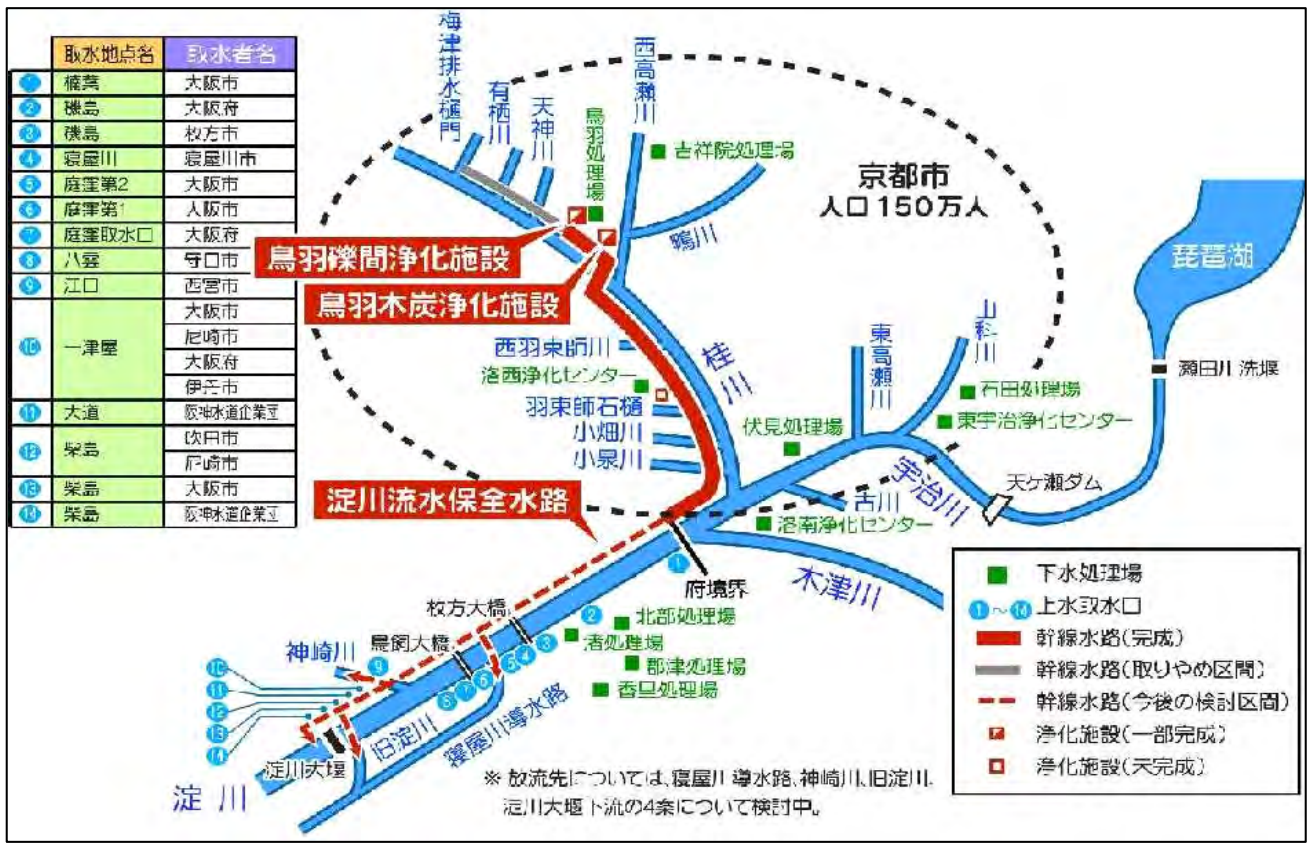 取水地点名 取水者名
1 楠葉 大阪市
2 磯島 大阪府
3 磯島 枚方市
4 寝屋川 寝屋川市
5 庭窪第2 大阪市
6 庭窪第1 大阪市
7 庭窪取水口 大阪府
8 八雲 守口市
9 江口 西宮市
10 一津屋 大阪市
尼崎市
大阪府
伊丹市
11 大道 阪神水道企業団
12 柴島 吹田市
尼崎市
13 柴島 大阪市
14 柴島 阪神水道企業団
梅津排水樋門
有栖川
天神川
鳥羽処理場
西高瀬川
吉祥院処理場
鴨川
京都市
人口150万人
琵琶湖
鳥羽礫間浄化施設
鳥羽木炭浄化施設
西羽束師川
洛西浄化センター
羽束師石樋
小畑川
小泉川
桂川
東高瀬川
山科川
瀬田川洗堰
石田処理場
東宇治浄化センター
伏見処理場
宇治川
天ヶ瀬ダム
古川
洛南浄化センター
淀川流水保全水路
木津川
府境界
1
枚方大橋
2
北部処理場
渚処理場
郡津処理場
香里処理場
鳥飼大橋
3
4
5
6
7
8
神崎川
9
10
11
12
13
14
旧淀川
寝屋川導水路
淀川大堰
淀川
※ 放流先については、寝屋川導水路、神崎川、旧淀川、
淀川大堰下流の4案について検討中。
下水処理場
1~14 上水取水口
幹線水路(完成)
幹線水路(取りやめ区間)
幹線水路(今後の検討区間)
浄化施設(一部完成)
浄化施設(未完成)